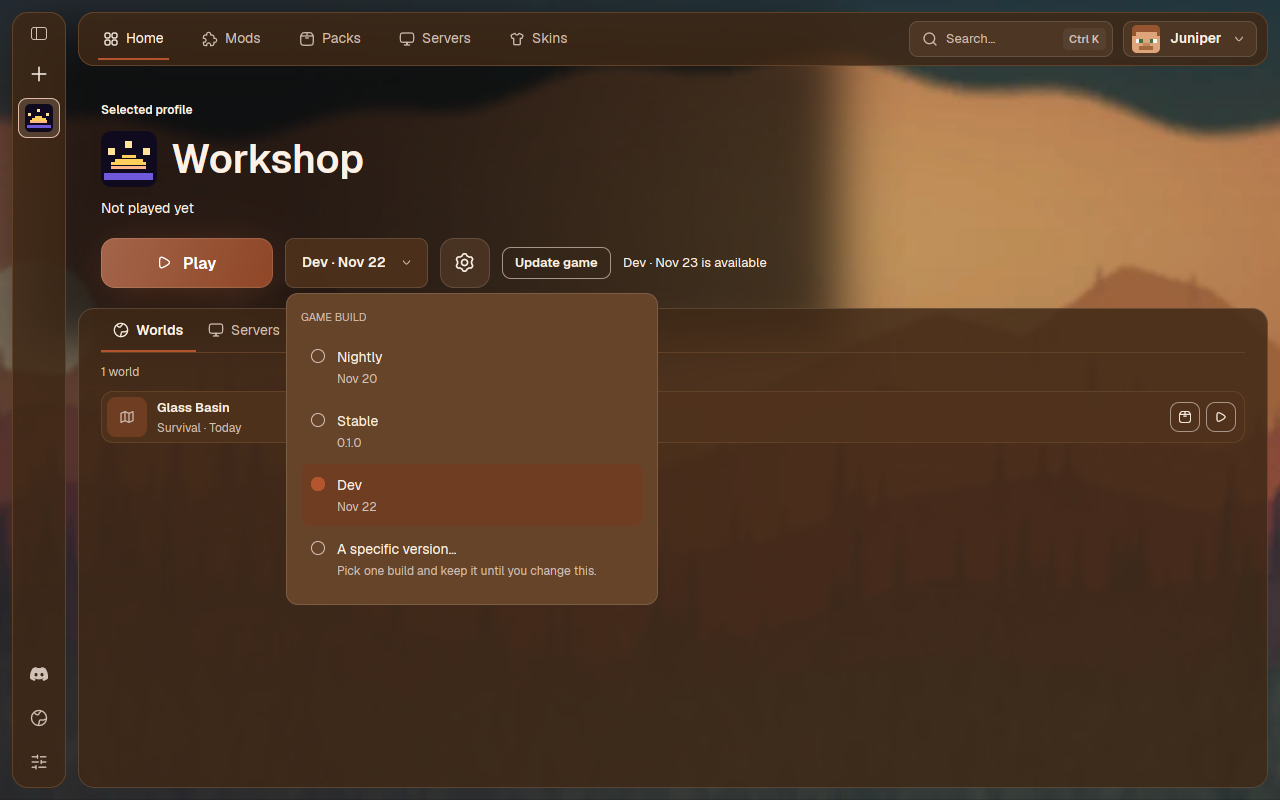 Home
Mods
Packs
Servers
Skins
Search...
Ctrl K
Juniper
Selected profile
Workshop
Not played yet
Play
Dev · Nov 22
Update game
Dev · Nov 23 is available
Worlds
Servers
1 world
Glass Basin
Survival · Today
GAME BUILD
Nightly
Nov 20
Stable
0.1.0
Dev
Nov 22
A specific version...
Pick one build and keep it until you change this.